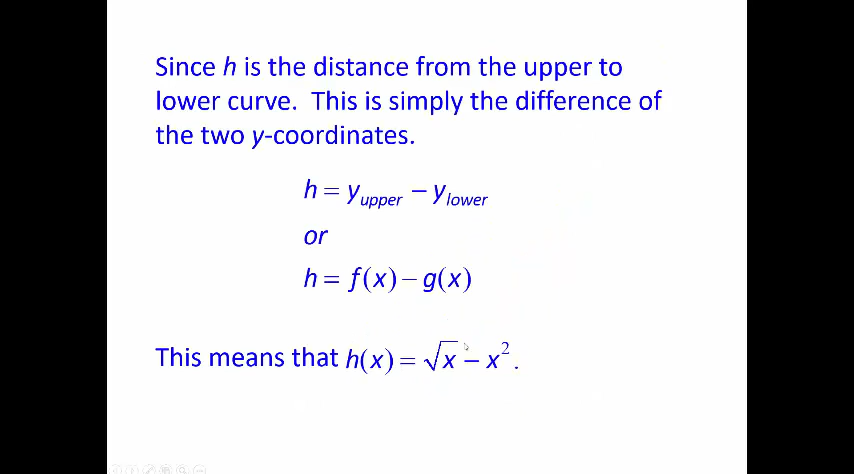 Since h is the distance from the upper to
lower curve. This is simply the difference of
the two y-coordinates.
h = y_upper − y_lower
or
h = f(x) − g(x)
This means that h(x) = √x − x².